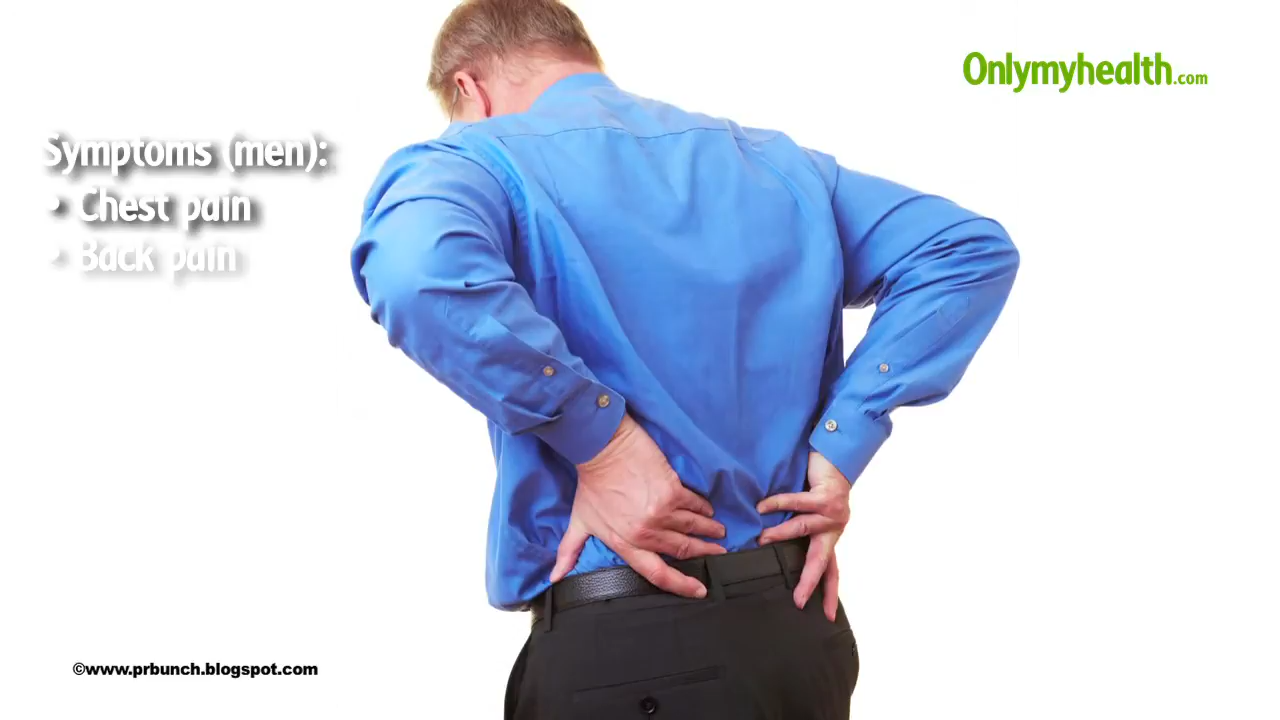 Onlymyhealth.com
Symptoms (men):
• Chest pain
• Back pain
©www.prbunch.blogspot.com